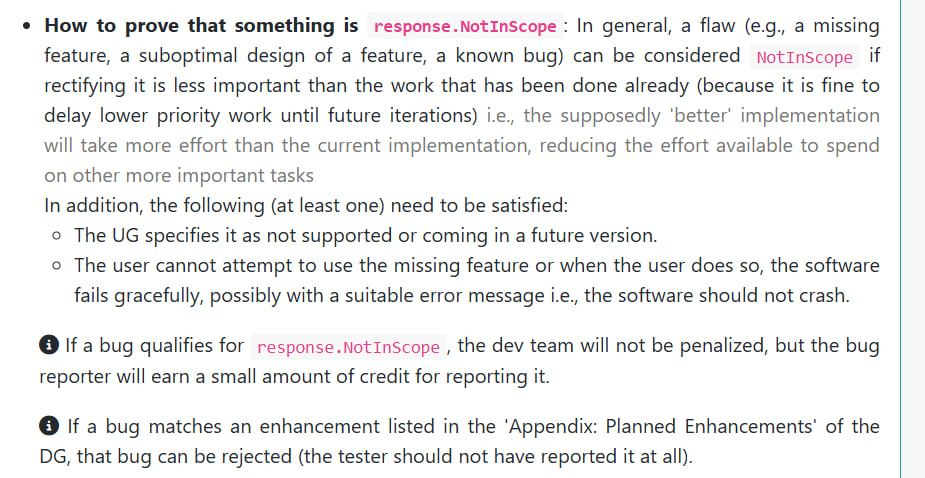 • How to prove that something is response.NotInScope: In general, a flaw (e.g., a missing
feature, a suboptimal design of a feature, a known bug) can be considered NotInScope if
rectifying it is less important than the work that has been done already (because it is fine to
delay lower priority work until future iterations) i.e., the supposedly 'better' implementation
will take more effort than the current implementation, reducing the effort available to spend
on other more important tasks
In addition, the following (at least one) need to be satisfied:
◦ The UG specifies it as not supported or coming in a future version.
◦ The user cannot attempt to use the missing feature or when the user does so, the software
fails gracefully, possibly with a suitable error message i.e., the software should not crash.
If a bug qualifies for response.NotInScope, the dev team will not be penalized, but the bug
reporter will earn a small amount of credit for reporting it.
If a bug matches an enhancement listed in the 'Appendix: Planned Enhancements' of the
DG, that bug can be rejected (the tester should not have reported it at all).